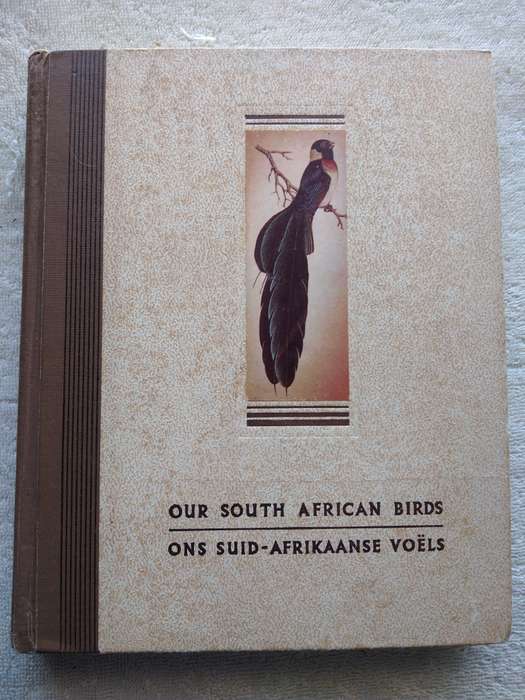 OUR SOUTH AFRICAN BIRDS
ONS SUID-AFRIKAANSE VOËLS